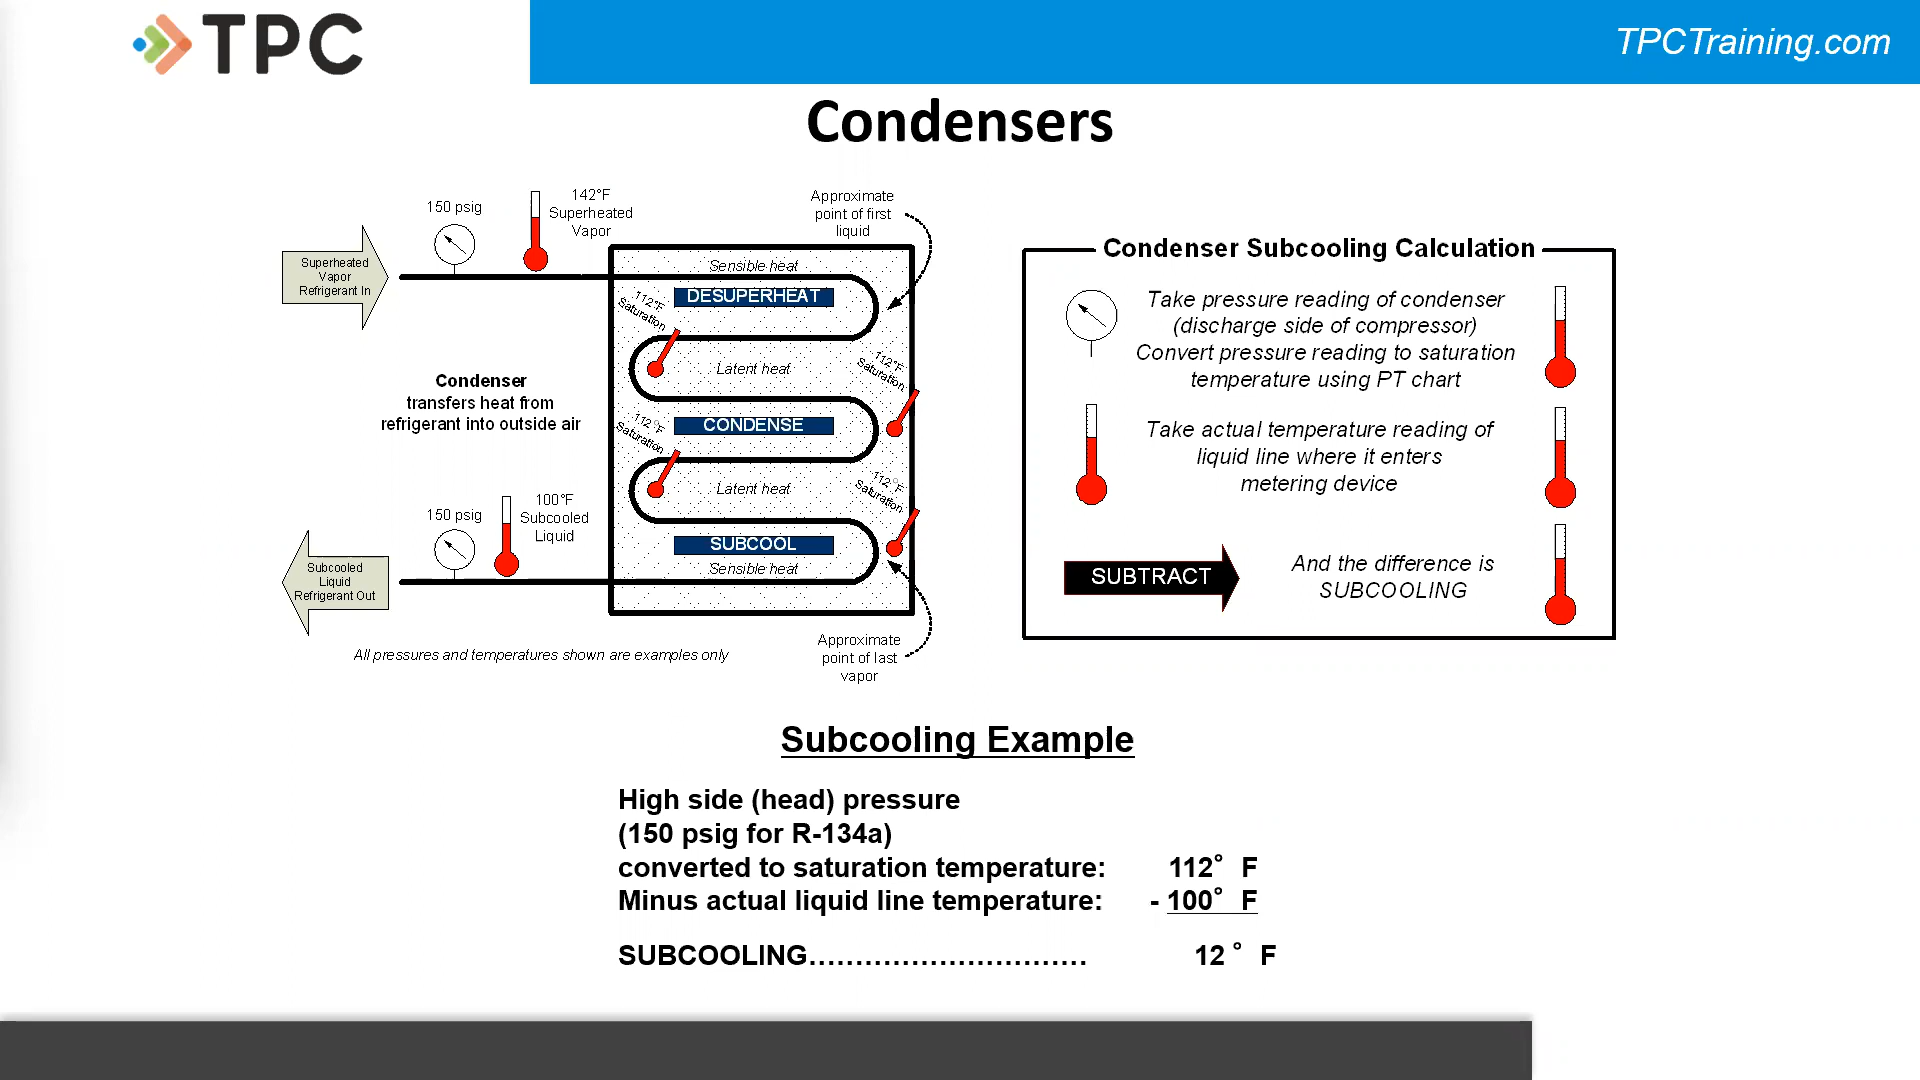 TPC
TPCTraining.com
Condensers
150 psig
142°F
Superheated
Vapor
Approximate
point of first
liquid
Superheated
Vapor
Refrigerant In
Sensible heat
DESUPERHEAT
112°F
Saturation
Latent heat
112°F
Saturation
Condenser
transfers heat from
refrigerant into outside air
112°F
Saturation
CONDENSE
Latent heat
112°F
Saturation
150 psig
100°F
Subcooled
Liquid
SUBCOOL
Sensible heat
Subcooled
Liquid
Refrigerant Out
All pressures and temperatures shown are examples only
Approximate
point of last
vapor
Condenser Subcooling Calculation
Take pressure reading of condenser
(discharge side of compressor)
Convert pressure reading to saturation
temperature using PT chart
Take actual temperature reading of
liquid line where it enters
metering device
SUBTRACT
And the difference is
SUBCOOLING
Subcooling Example
High side (head) pressure
(150 psig for R-134a)
converted to saturation temperature: 112° F
Minus actual liquid line temperature: - 100° F
SUBCOOLING………………………… 12 ° F